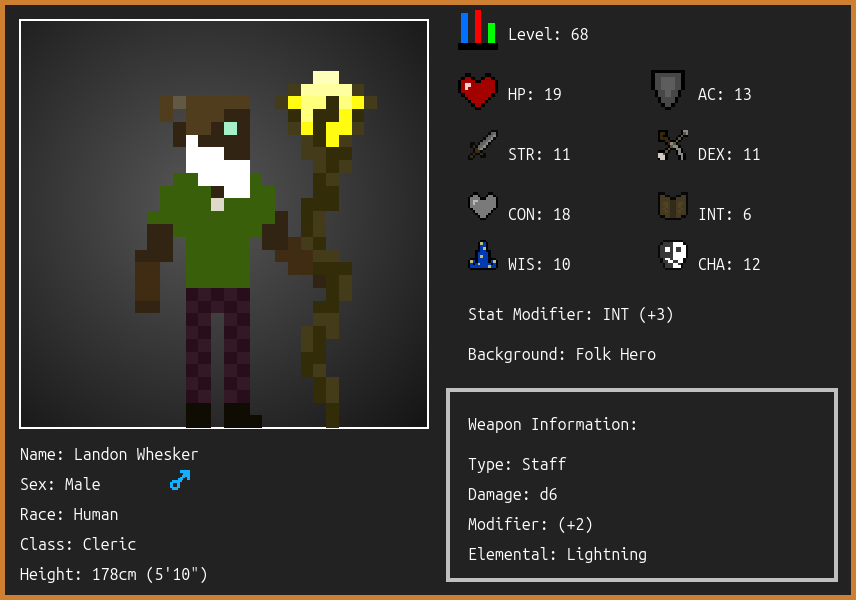 Level: 68
HP: 19
AC: 13
STR: 11
DEX: 11
CON: 18
INT: 6
WIS: 10
CHA: 12
Stat Modifier: INT (+3)
Background: Folk Hero
Weapon Information:
Type: Staff
Damage: d6
Modifier: (+2)
Elemental: Lightning
Name: Landon Whesker
Sex: Male
Race: Human
Class: Cleric
Height: 178cm (5'10")